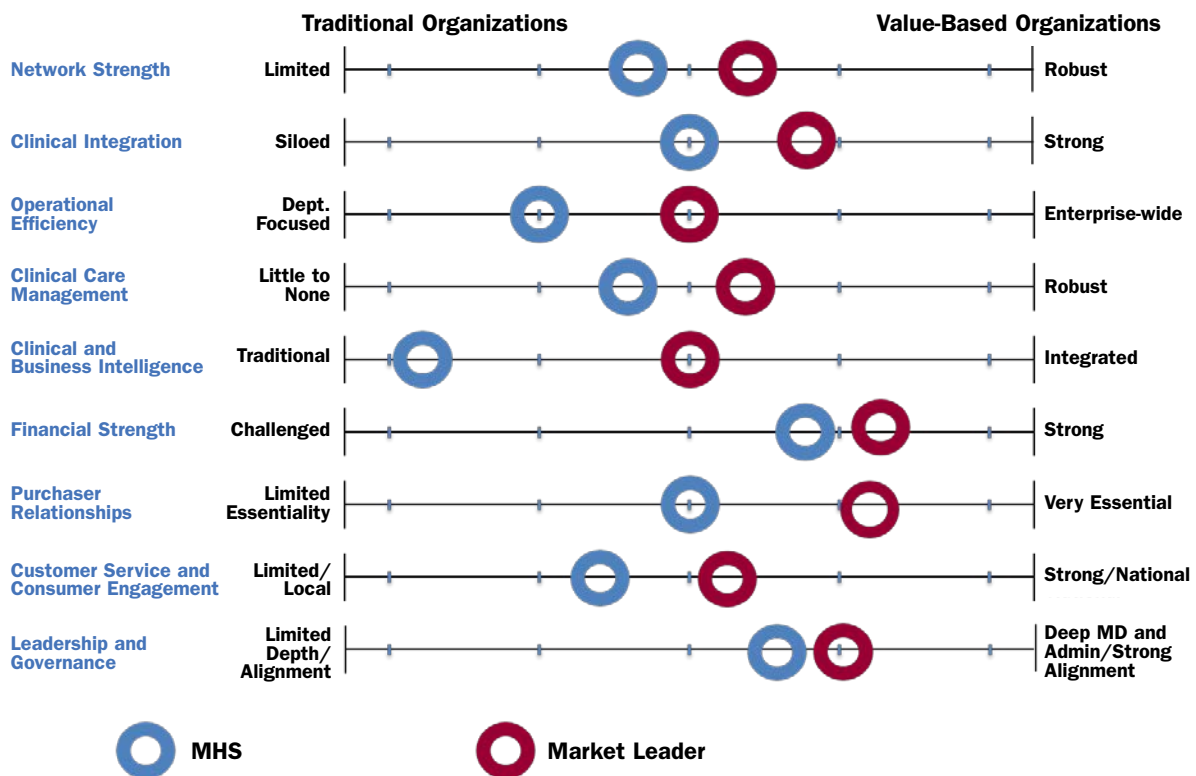 Traditional Organizations
Value-Based Organizations
Network Strength
Limited
Robust
Clinical Integration
Siloed
Strong
Operational
Efficiency
Dept.
Focused
Enterprise-wide
Clinical Care
Management
Little to
None
Robust
Clinical and
Business Intelligence
Traditional
Integrated
Financial Strength
Challenged
Strong
Purchaser
Relationships
Limited
Essentiality
Very Essential
Customer Service and
Consumer Engagement
Limited/
Local
Strong/National
Leadership and
Governance
Limited
Depth/
Alignment
Deep MD and
Admin/Strong
Alignment
MHS
Market Leader